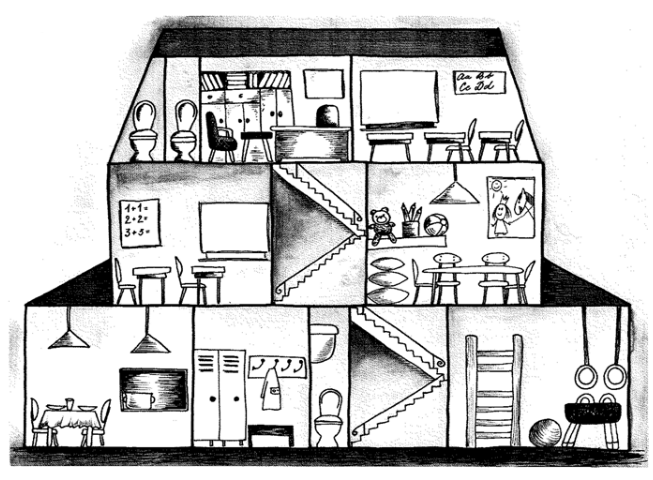 Aa Bb
Cc Dd
1+1=
2+2=
3+3=